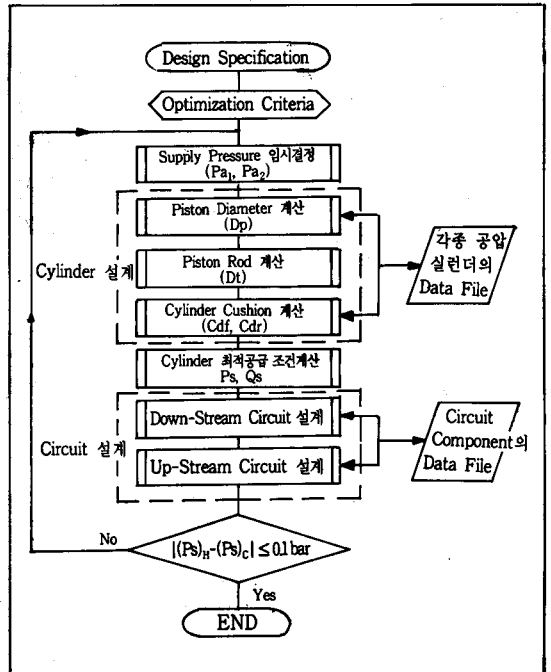 Design Specification
Optimization Criteria
Supply Pressure 임시결정
(Pa₁, Pa₂)
Piston Diameter 계산
(Dp)
Piston Rod 계산
(Dt)
Cylinder Cushion 계산
(Cdf, Cdr)
Cylinder 설계
각종 공압
실린더의
Data File
Cylinder 최적공급 조건계산
Ps, Qs
Down-Stream Circuit 설계
Up-Stream Circuit 설계
Circuit 설계
Circuit
Component의
Data File
|(Ps)H-(Ps)C| ≤ 0.1 bar
No
Yes
END